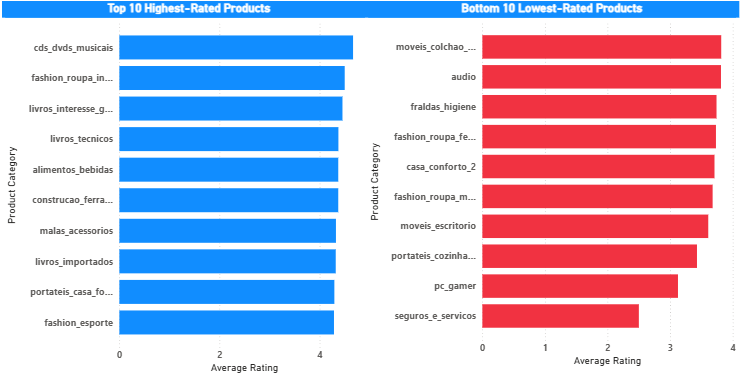 Top 10 Highest-Rated Products
Product Category
cds_dvds_musicais
fashion_roupa_in...
livros_interesse_g...
livros_tecnicos
alimentos_bebidas
construcao_ferra...
malas_acessorios
livros_importados
portateis_casa_fo...
fashion_esporte
0 2 4
Average Rating
Bottom 10 Lowest-Rated Products
Product Category
moveis_colchao_...
audio
fraldas_higiene
fashion_roupa_fe...
casa_conforto_2
fashion_roupa_m...
moveis_escritorio
portateis_cozinha...
pc_gamer
seguros_e_servicos
0 1 2 3 4
Average Rating